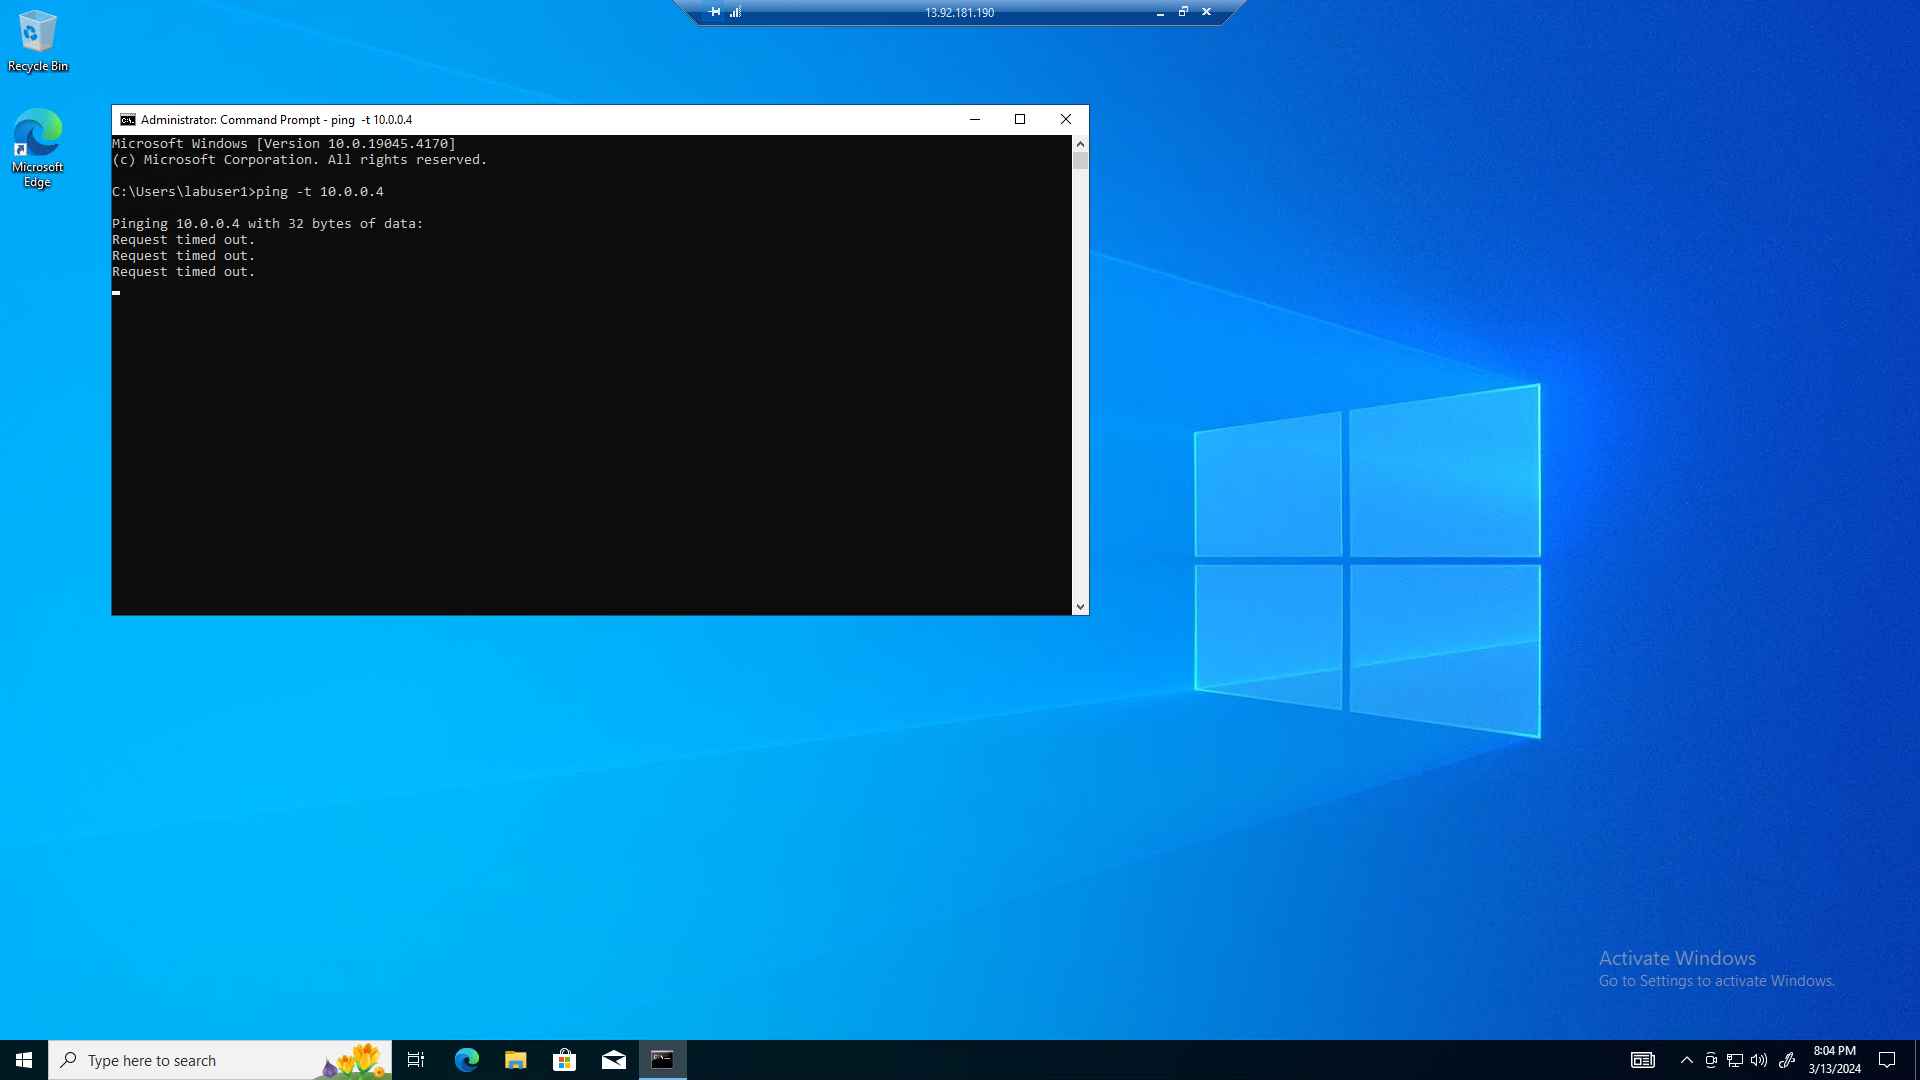 13.92.181.190
Recycle Bin
Microsoft
Edge
Administrator: Command Prompt - ping  -t 10.0.0.4
Microsoft Windows [Version 10.0.19045.4170]
(c) Microsoft Corporation. All rights reserved.
C:\Users\labuser1>ping -t 10.0.0.4
Pinging 10.0.0.4 with 32 bytes of data:
Request timed out.
Request timed out.
Request timed out.
Activate Windows
Go to Settings to activate Windows.
Type here to search
8:04 PM
3/13/2024